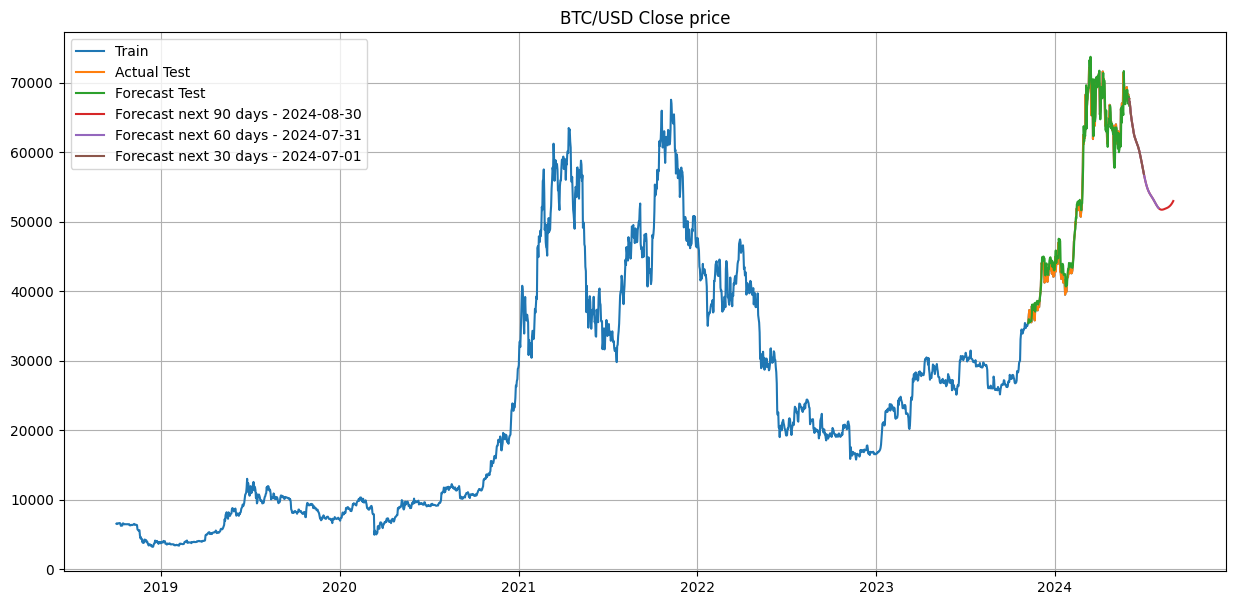 BTC/USD Close price
Train
Actual Test
Forecast Test
Forecast next 90 days - 2024-08-30
Forecast next 60 days - 2024-07-31
Forecast next 30 days - 2024-07-01
70000
60000
50000
40000
30000
20000
10000
0
2019 2020 2021 2022 2023 2024